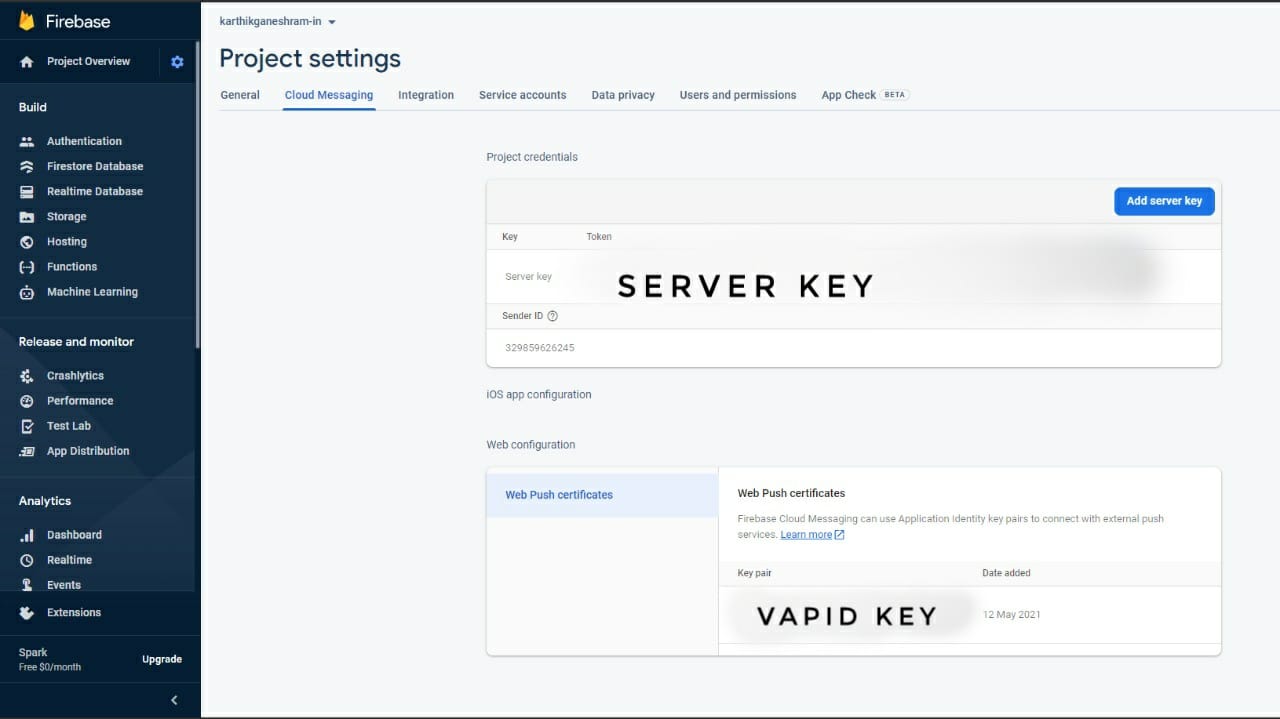 Firebase
Project Overview
Build
Authentication
Firestore Database
Realtime Database
Storage
Hosting
Functions
Machine Learning
Release and monitor
Crashlytics
Performance
Test Lab
App Distribution
Analytics
Dashboard
Realtime
Events
Extensions
Spark
Free $0/month
Upgrade
karthikganeshram-in
Project settings
General Cloud Messaging Integration Service accounts Data privacy Users and permissions App Check BETA
Project credentials
Add server key
Key Token
Server key SERVER KEY
Sender ID
329859626245
iOS app configuration
Web configuration
Web Push certificates
Web Push certificates
Firebase Cloud Messaging can use Application Identity key pairs to connect with external push
services. Learn more
Key pair Date added
VAPID KEY 12 May 2021